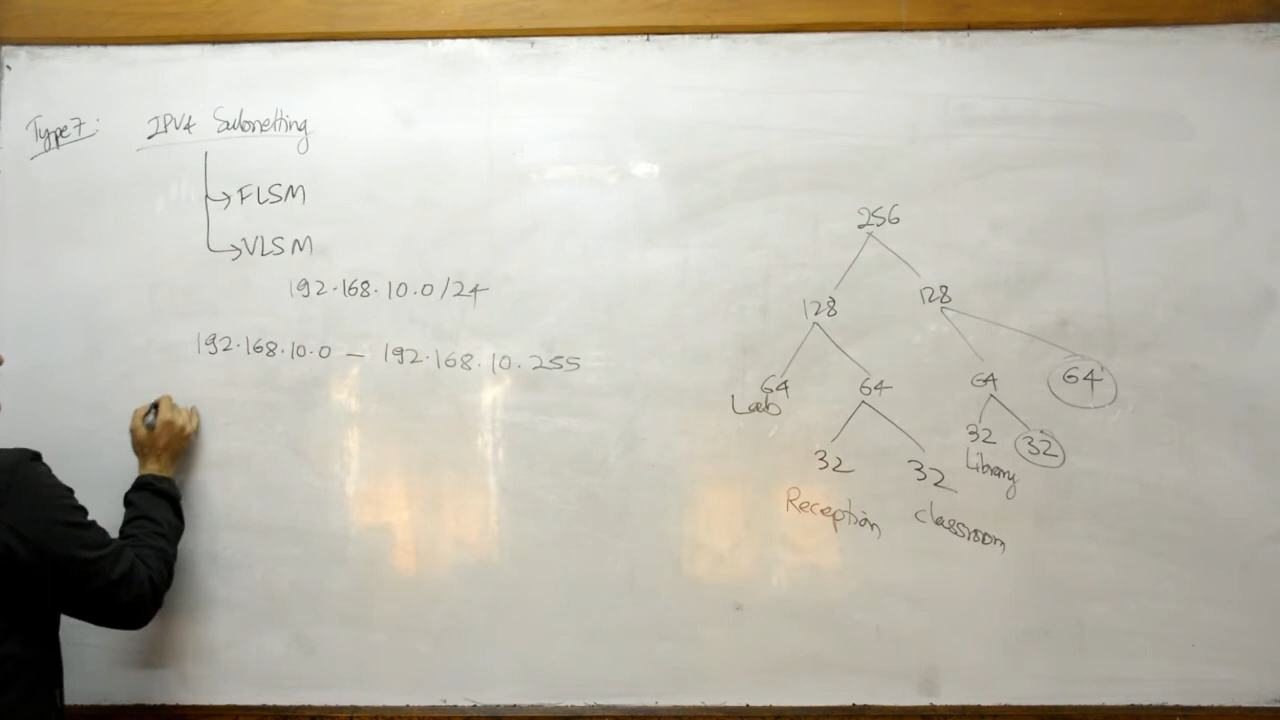 Type 7: IPV4 Subnetting
FLSM
VLSM
192.168.10.0/24
192.168.10.0 - 192.168.10.255
256
128 128
64 64 64 64
Lab
32 32 32 32
Reception classroom Library